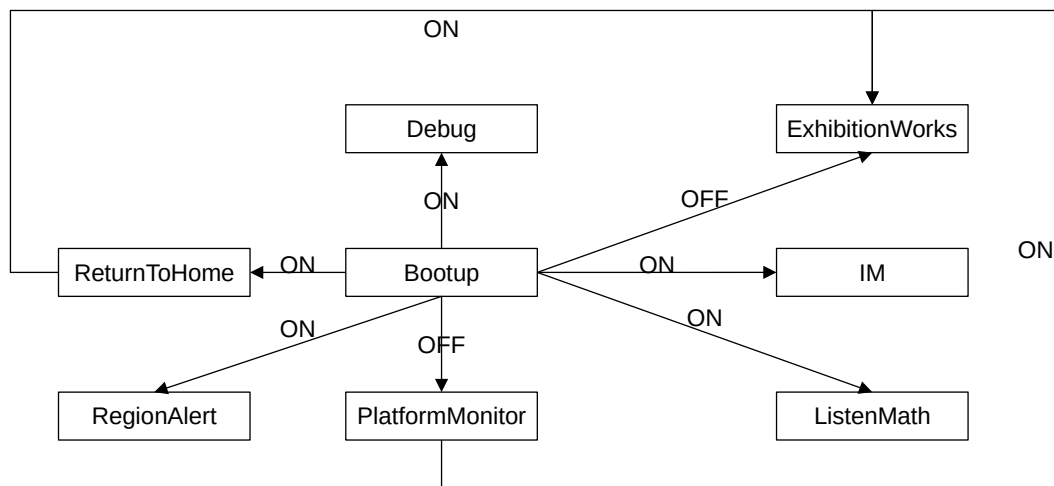 ON
Debug
ExhibitionWorks
ON
OFF
ReturnToHome
ON
Bootup
ON
IM
ON
ON
OFF
ON
RegionAlert
PlatformMonitor
ListenMath